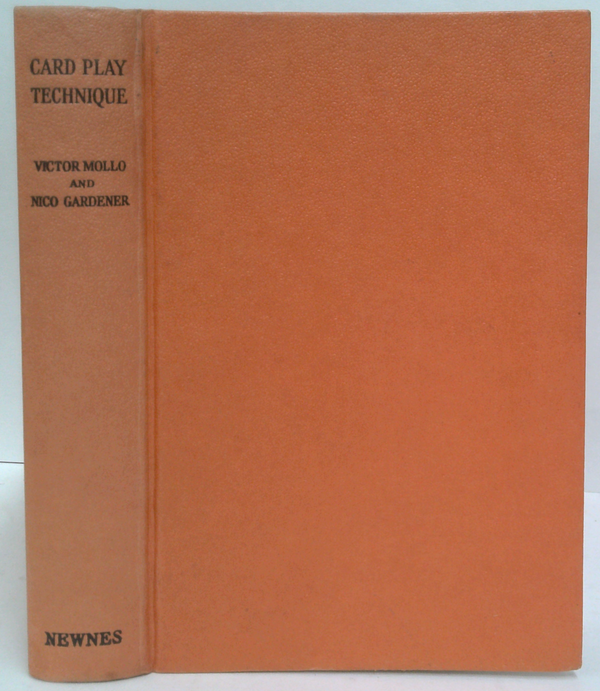 CARD PLAY
TECHNIQUE
VICTOR MOLLO
AND
NICO GARDENER
NEWNES